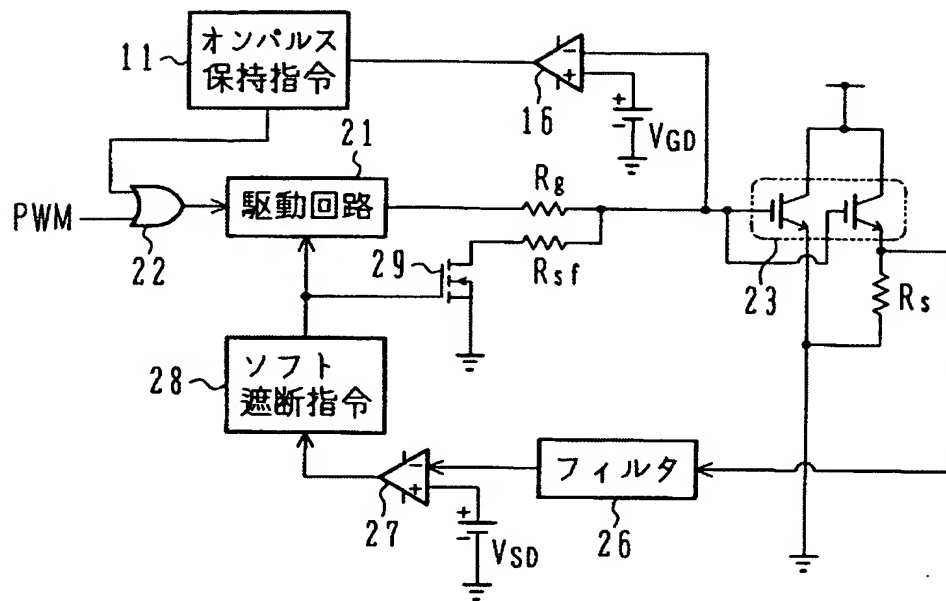 11
オンパルス
保持指令
16
VGD
21
駆動回路
PWM
22
Rg
Rsf
29
23
Rs
28
ソフト
遮断指令
27
VSD
フィルタ
26